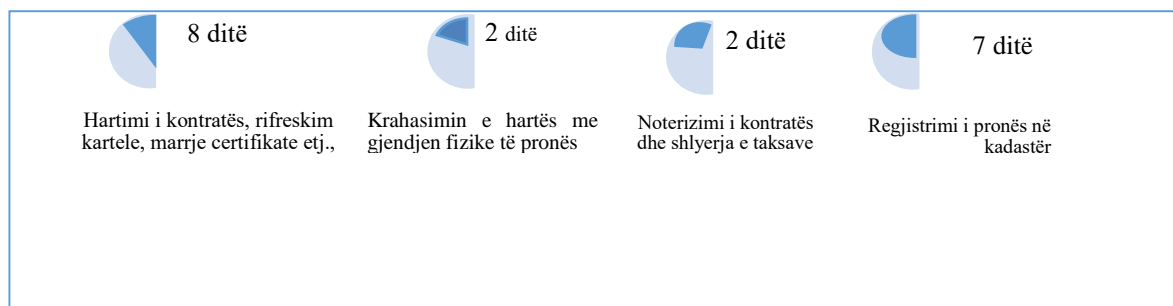 8 ditë
Hartimi i kontratës, rifreskim
kartele, marrje certifikate etj.,
2 ditë
Krahasimin e hartës me
gjendjen fizike të pronës
2 ditë
Noterizimi i kontratës
dhe shlyerja e taksave
7 ditë
Regjistrimi i pronës në
kadastër